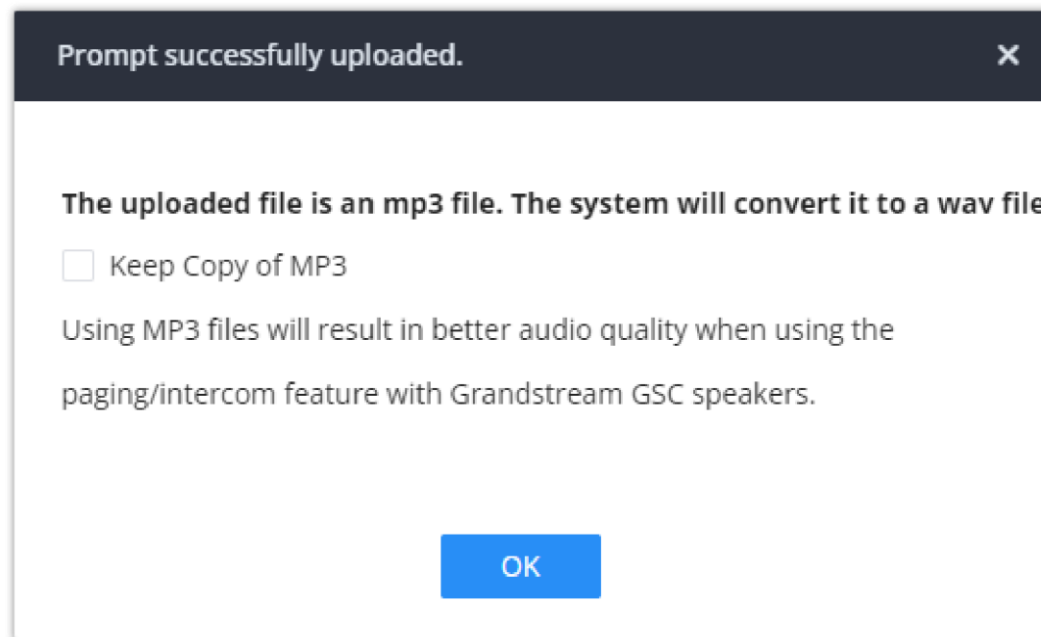 Prompt successfully uploaded.
The uploaded file is an mp3 file. The system will convert it to a wav file
Keep Copy of MP3
Using MP3 files will result in better audio quality when using the
paging/intercom feature with Grandstream GSC speakers.
OK